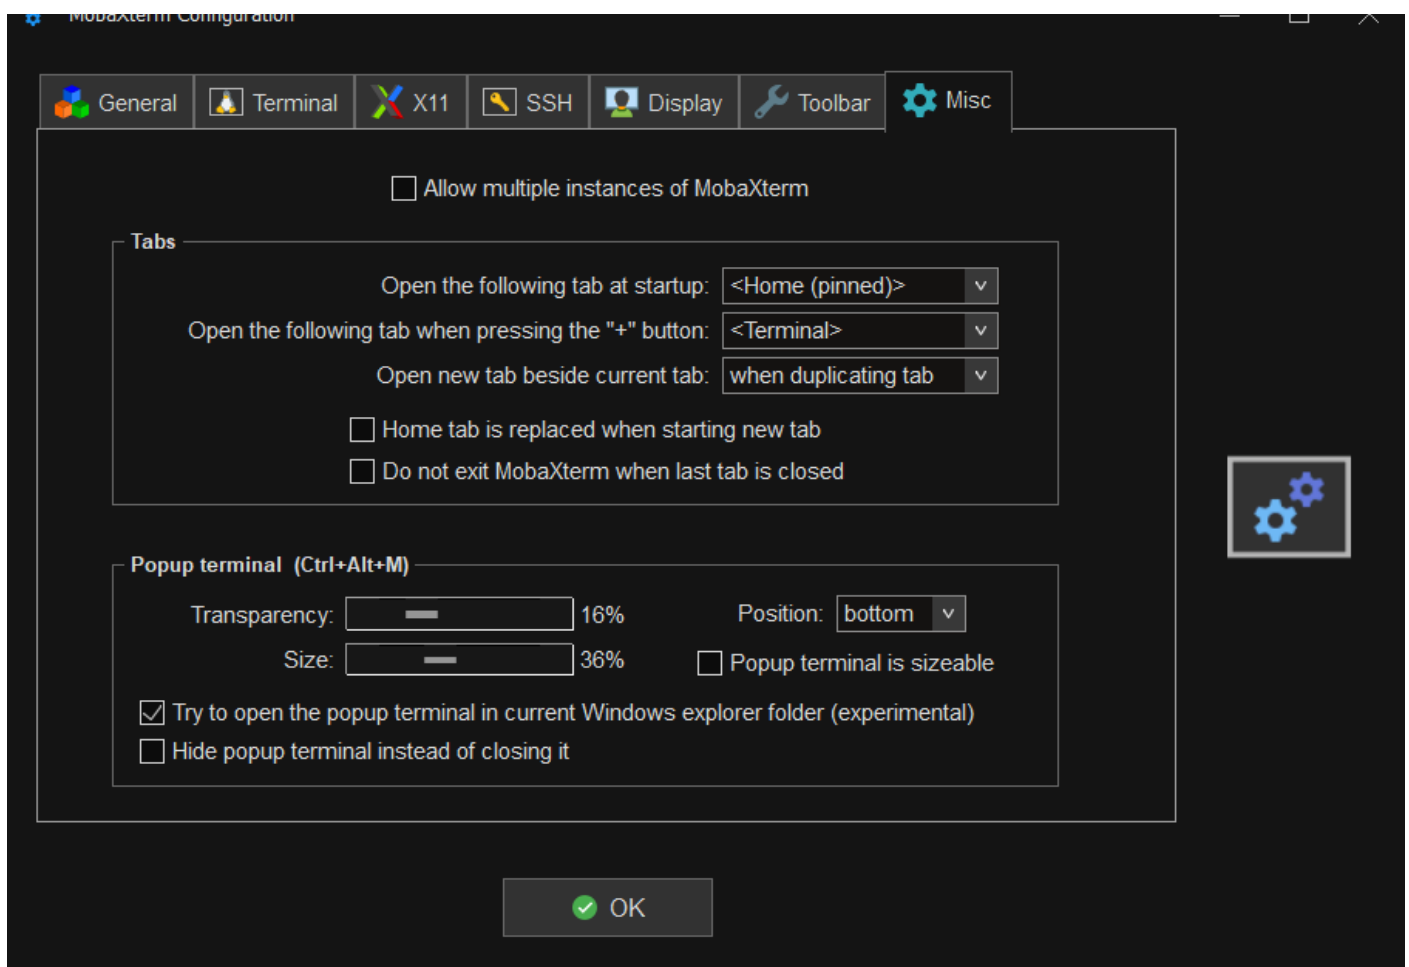 MobaXterm Configuration
General Terminal X11 SSH Display Toolbar Misc
Allow multiple instances of MobaXterm
Tabs
Open the following tab at startup: <Home (pinned)>
Open the following tab when pressing the "+" button: <Terminal>
Open new tab beside current tab: when duplicating tab
Home tab is replaced when starting new tab
Do not exit MobaXterm when last tab is closed
Popup terminal (Ctrl+Alt+M)
Transparency: 16% Position: bottom
Size: 36% Popup terminal is sizeable
Try to open the popup terminal in current Windows explorer folder (experimental)
Hide popup terminal instead of closing it
OK